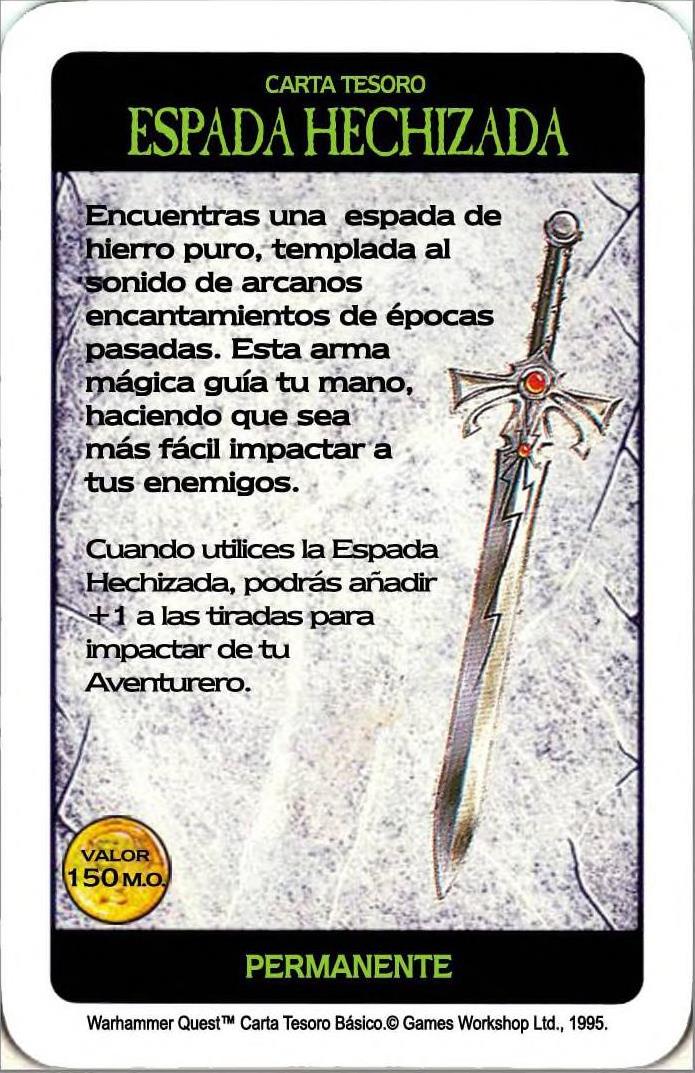 CARTA TESORO
ESPADA HECHIZADA
Encuentras una espada de
hierro puro, templada al
sonido de arcanos
encantamientos de épocas
pasadas. Esta arma
mágica guía tu mano,
haciendo que sea
más fácil impactar a
tus enemigos.
Cuando utilices la Espada
Hechizada, podrás añadir
+1 a las tiradas para
impactar de tu
Aventurero.
VALOR
150 M.O.
PERMANENTE
Warhammer Quest™ Carta Tesoro Básico.© Games Workshop Ltd., 1995.